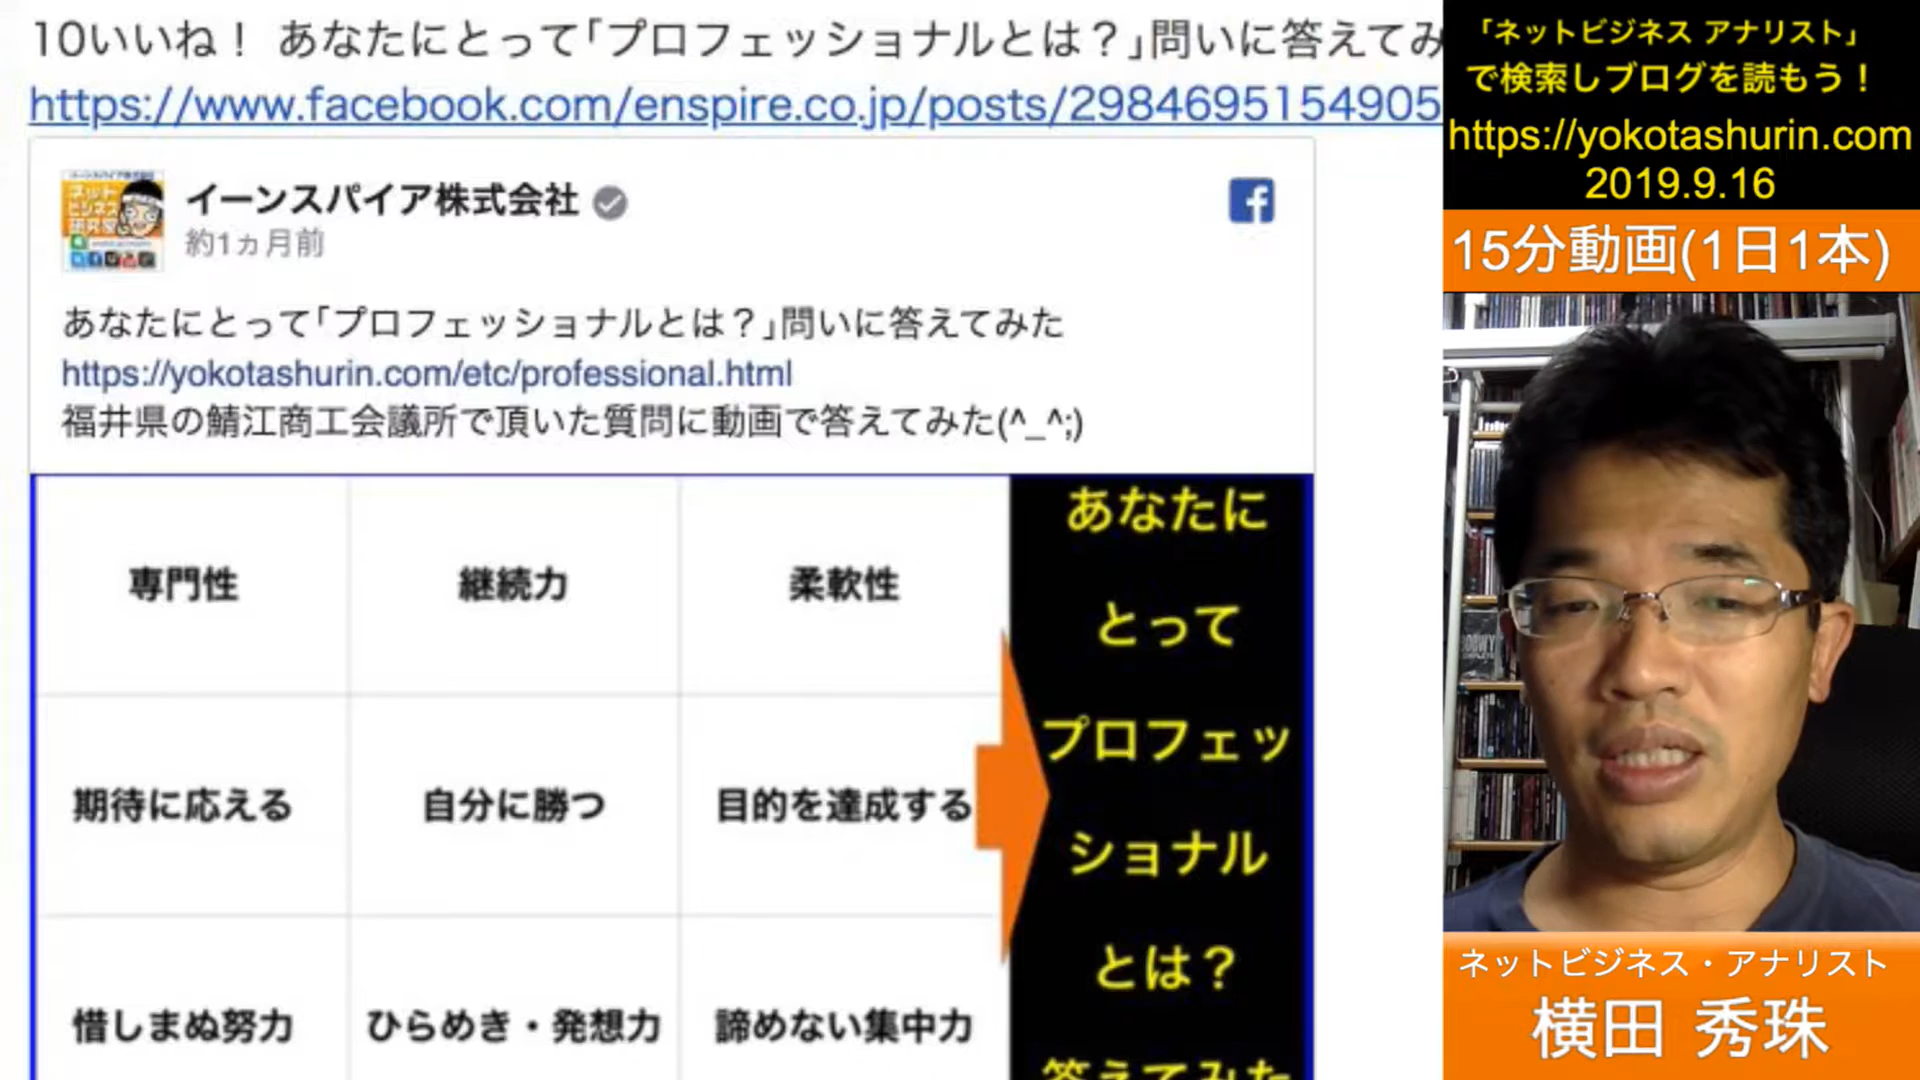 10いいね！ あなたにとって｢プロフェッショナルとは？｣問いに答えてみ
https://www.facebook.com/enspire.co.jp/posts/2984695154905
イーンスパイア株式会社
約1ヵ月前
あなたにとって｢プロフェッショナルとは？｣問いに答えてみた
https://yokotashurin.com/etc/professional.html
福井県の鯖江商工会議所で頂いた質問に動画で答えてみた(^_^;)
専門性 継続力 柔軟性
期待に応える 自分に勝つ 目的を達成する
惜しまぬ努力 ひらめき・発想力 諦めない集中力
あなたに
とって
プロフェッ
ショナル
とは？
答えてみた
「ネットビジネス アナリスト」
で検索しブログを読もう！
https://yokotashurin.com
2019.9.16
15分動画(1日1本)
ネットビジネス・アナリスト
横田 秀珠